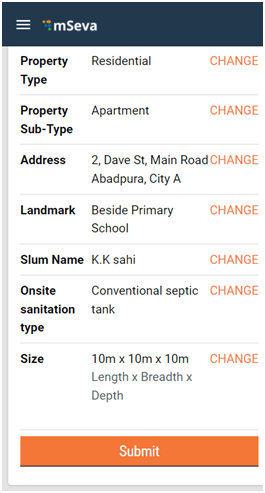 mSeva
Property Type Residential CHANGE
Property Sub-Type Apartment CHANGE
Address 2, Dave St, Main Road Abadpura, City A CHANGE
Landmark Beside Primary School CHANGE
Slum Name K.K sahi CHANGE
Onsite sanitation type Conventional septic tank CHANGE
Size 10m x 10m x 10m CHANGE
Length x Breadth x Depth
Submit